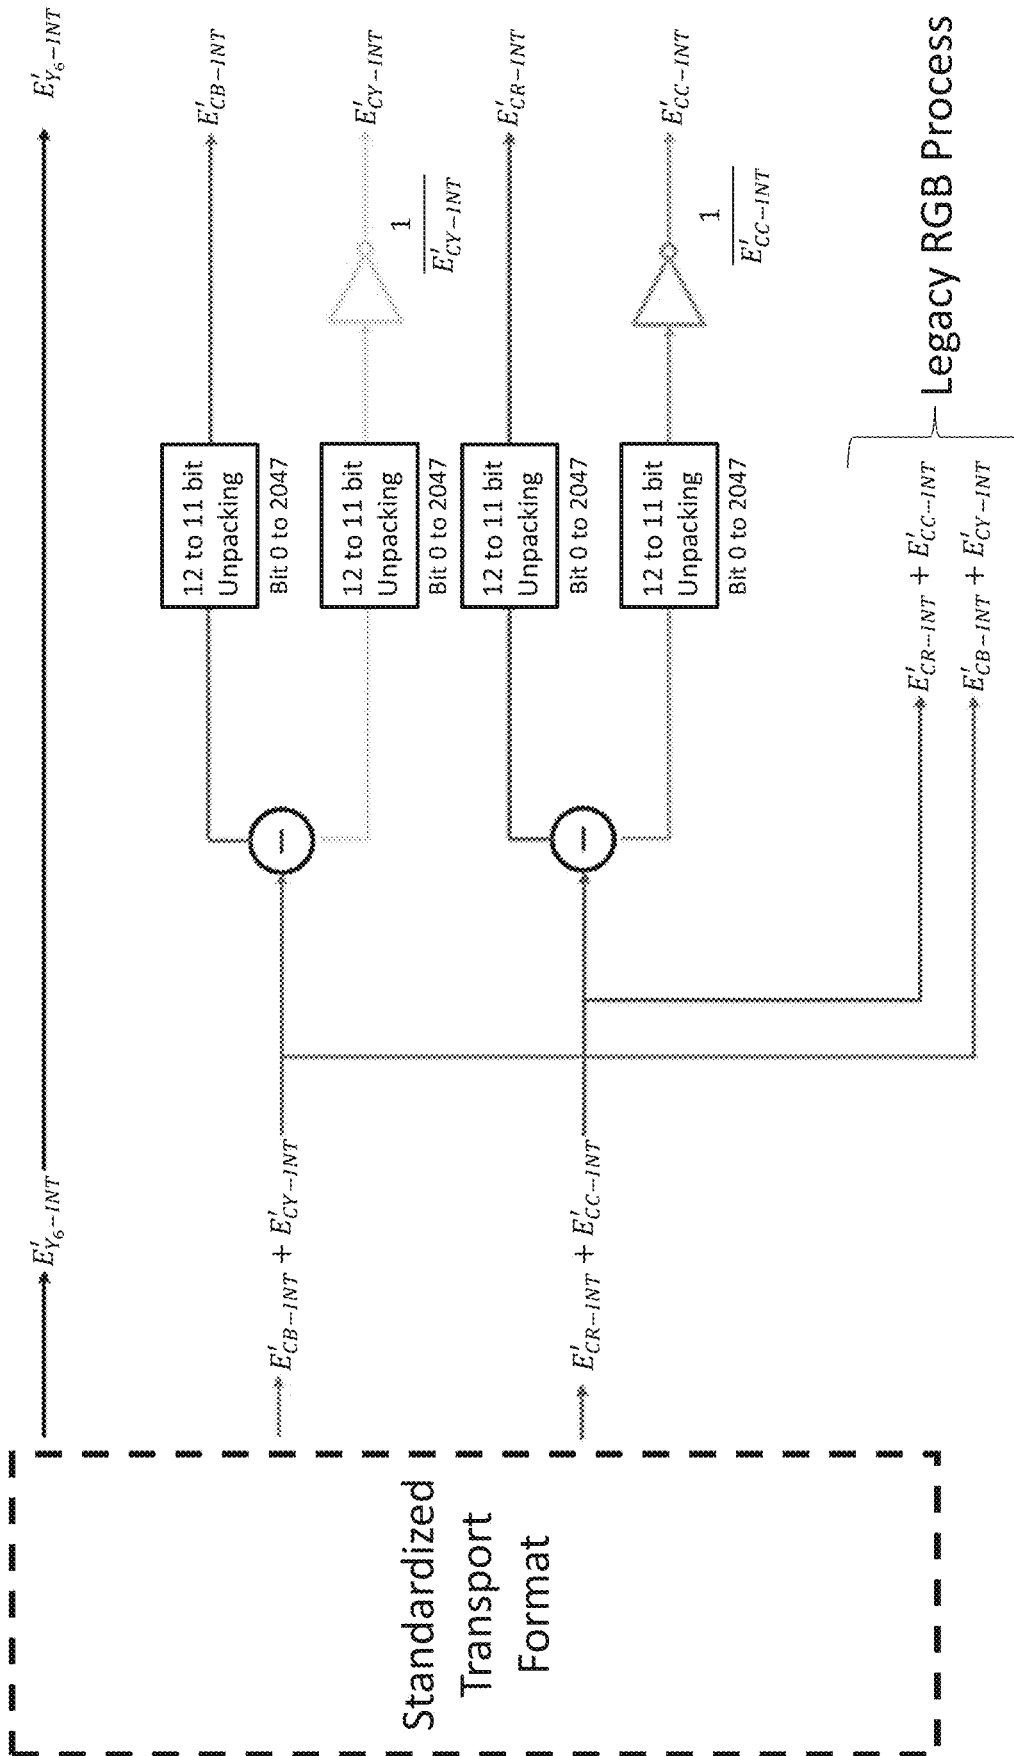 Standardized
Transport
Format
E'_{Y_6-INT}
E'_{Y_6-INT}
E'_{CB-INT} + E'_{CY-INT}
12 to 11 bit
Unpacking
Bit 0 to 2047
E'_{CB-INT}
12 to 11 bit
Unpacking
Bit 0 to 2047
1
E'_{CY-INT}
E'_{CY-INT}
E'_{CR-INT} + E'_{CC-INT}
12 to 11 bit
Unpacking
Bit 0 to 2047
E'_{CR-INT}
12 to 11 bit
Unpacking
Bit 0 to 2047
1
E'_{CC-INT}
E'_{CC-INT}
−
−
E'_{CR-INT} + E'_{CC-INT}
E'_{CB-INT} + E'_{CY-INT}
Legacy RGB Process